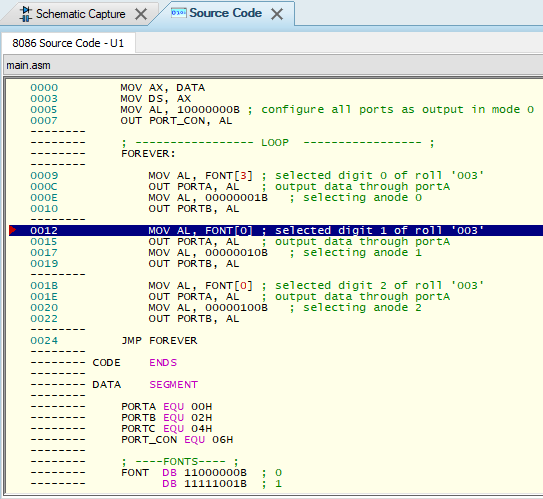 Schematic Capture Source Code
8086 Source Code - U1
main.asm
0000 MOV AX, DATA
0003 MOV DS, AX
0005 MOV AL, 10000000B ; configure all ports as output in mode 0
0007 OUT PORT_CON, AL
--------
-------- ; ----------------- LOOP ----------------- ;
-------- FOREVER:
--------
0009 MOV AL, FONT[3] ; selected digit 0 of roll '003'
000C OUT PORTA, AL ; output data through portA
000E MOV AL, 00000001B ; selecting anode 0
0010 OUT PORTB, AL
--------
0012 MOV AL, FONT[0] ; selected digit 1 of roll '003'
0015 OUT PORTA, AL ; output data through portA
0017 MOV AL, 00000010B ; selecting anode 1
0019 OUT PORTB, AL
--------
001B MOV AL, FONT[0] ; selected digit 2 of roll '003'
001E OUT PORTA, AL ; output data through portA
0020 MOV AL, 00000100B ; selecting anode 2
0022 OUT PORTB, AL
--------
0024 JMP FOREVER
--------
-------- CODE ENDS
--------
-------- DATA SEGMENT
--------
-------- PORTA EQU 00H
-------- PORTB EQU 02H
-------- PORTC EQU 04H
-------- PORT_CON EQU 06H
--------
-------- ; ----FONTS---- ;
-------- FONT DB 11000000B ; 0
-------- DB 11111001B ; 1